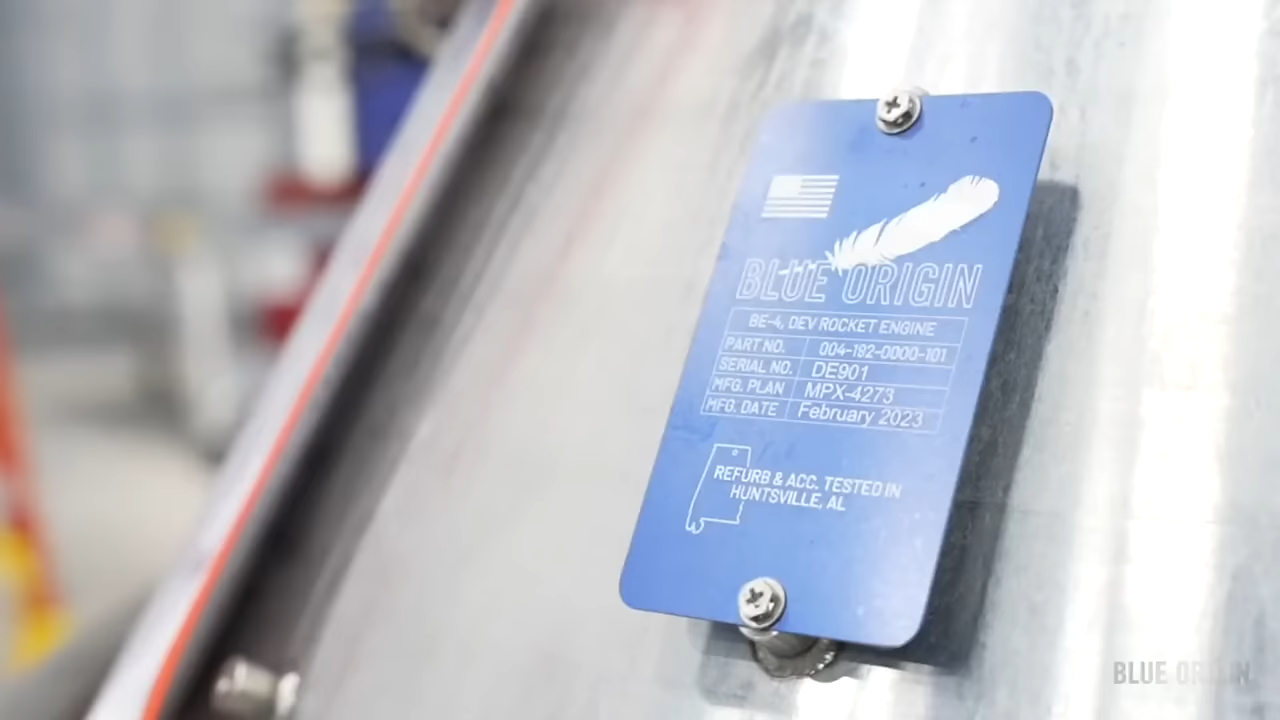 BLUE ORIGIN
BE-4, DEV ROCKET ENGINE
PART NO. 004-192-0000-101
SERIAL NO. DE901
MFG. PLAN MPX-4273
MFG. DATE February 2023
REFURB & ACC. TESTED IN
HUNTSVILLE, AL
BLUE ORIGIN